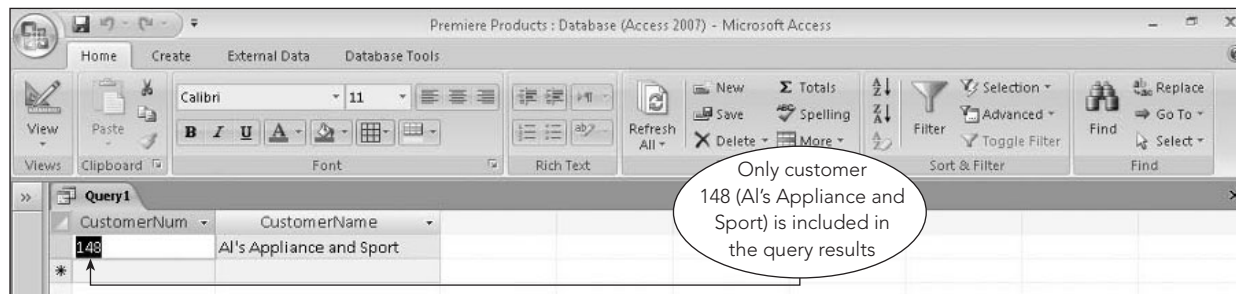 Premiere Products : Database (Access 2007) - Microsoft Access
Home Create External Data Database Tools
Calibri 11
New Totals Selection Replace
Save Spelling Advanced Go To
View Paste B I U A Refresh All Delete More Filter Toggle Filter Find Select
Views Clipboard Font Rich Text Sort & Filter Find
Only customer
148 (Al's Appliance and
Sport) is included in
the query results
Query1
CustomerNum CustomerName
148 Al's Appliance and Sport